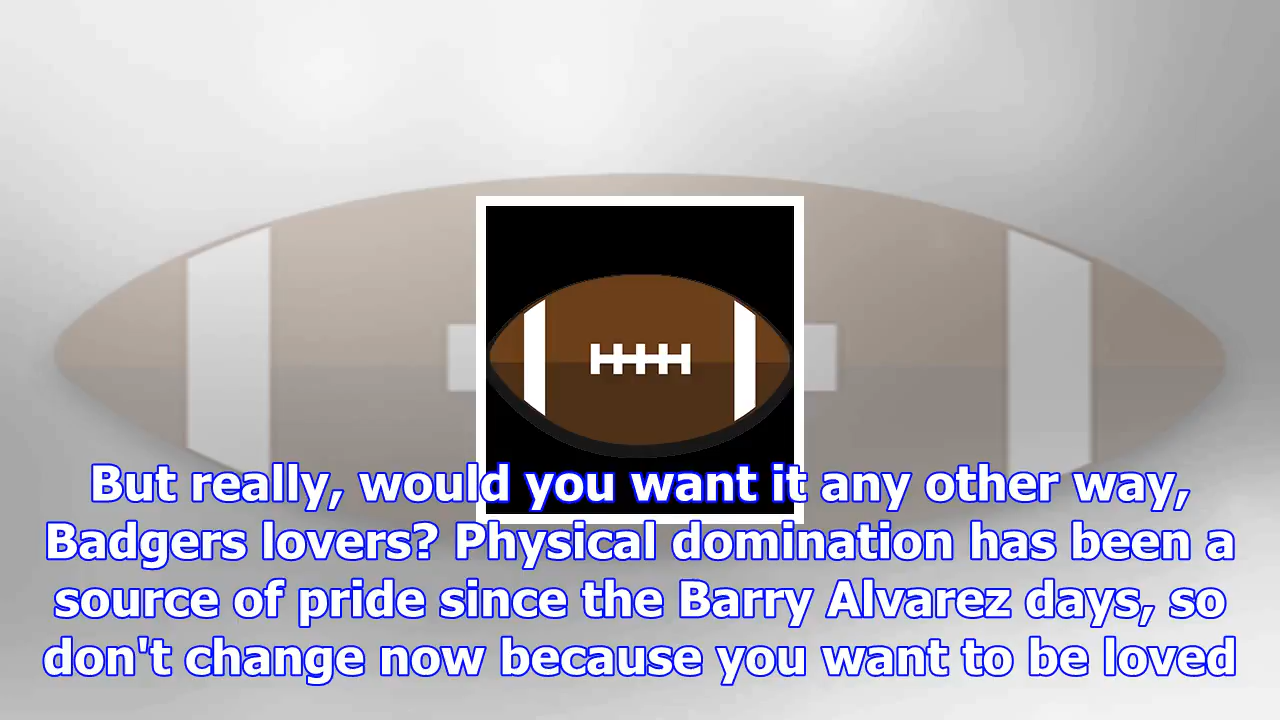 But really, would you want it any other way,
Badgers lovers? Physical domination has been a
source of pride since the Barry Alvarez days, so
don't change now because you want to be loved